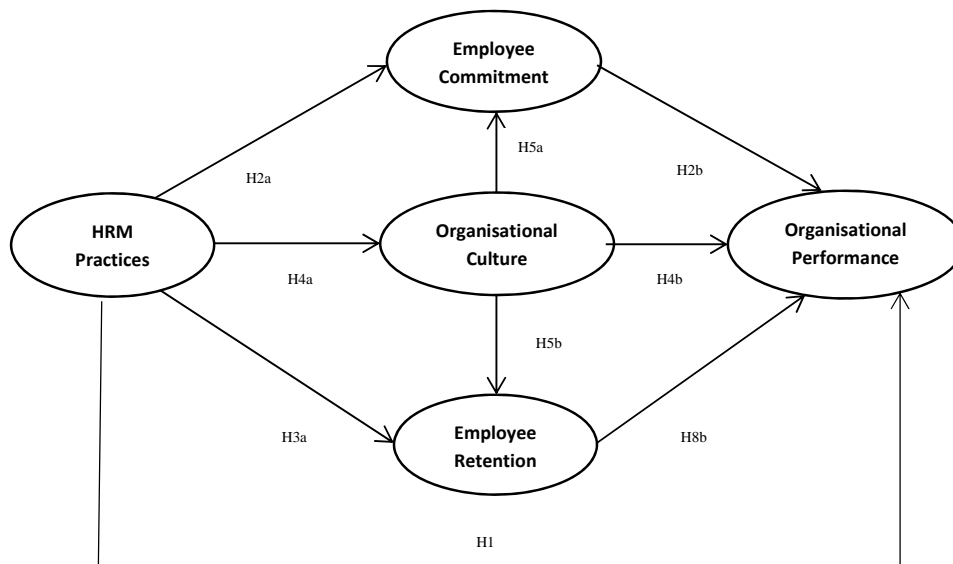 Employee
Commitment
H5a
H2a
H2b
HRM
Practices
Organisational
Culture
Organisational
Performance
H4a
H4b
H5b
H3a
Employee
Retention
H8b
H1